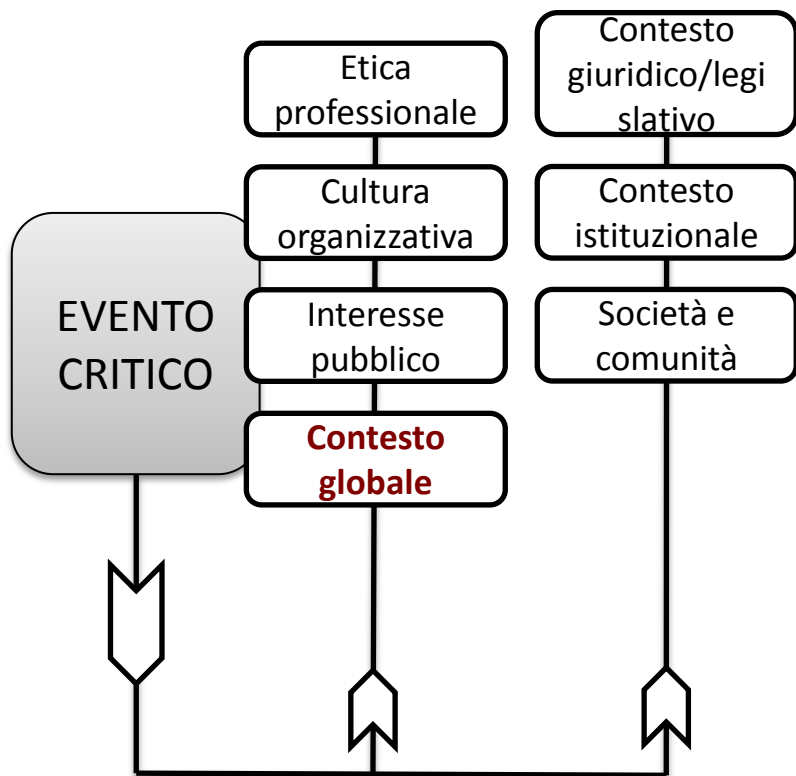 EVENTO
CRITICO
Etica
professionale
Cultura
organizzativa
Interesse
pubblico
Contesto
globale
Contesto
giuridico/legi
slativo
Contesto
istituzionale
Società e
comunità